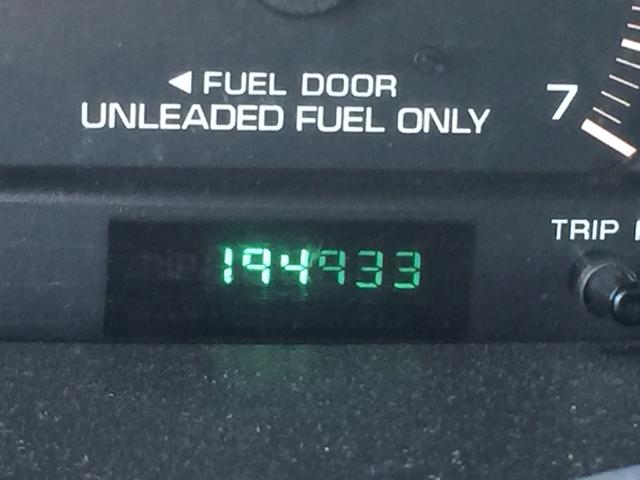 ◄ FUEL DOOR
UNLEADED FUEL ONLY
7
TRIP
194933